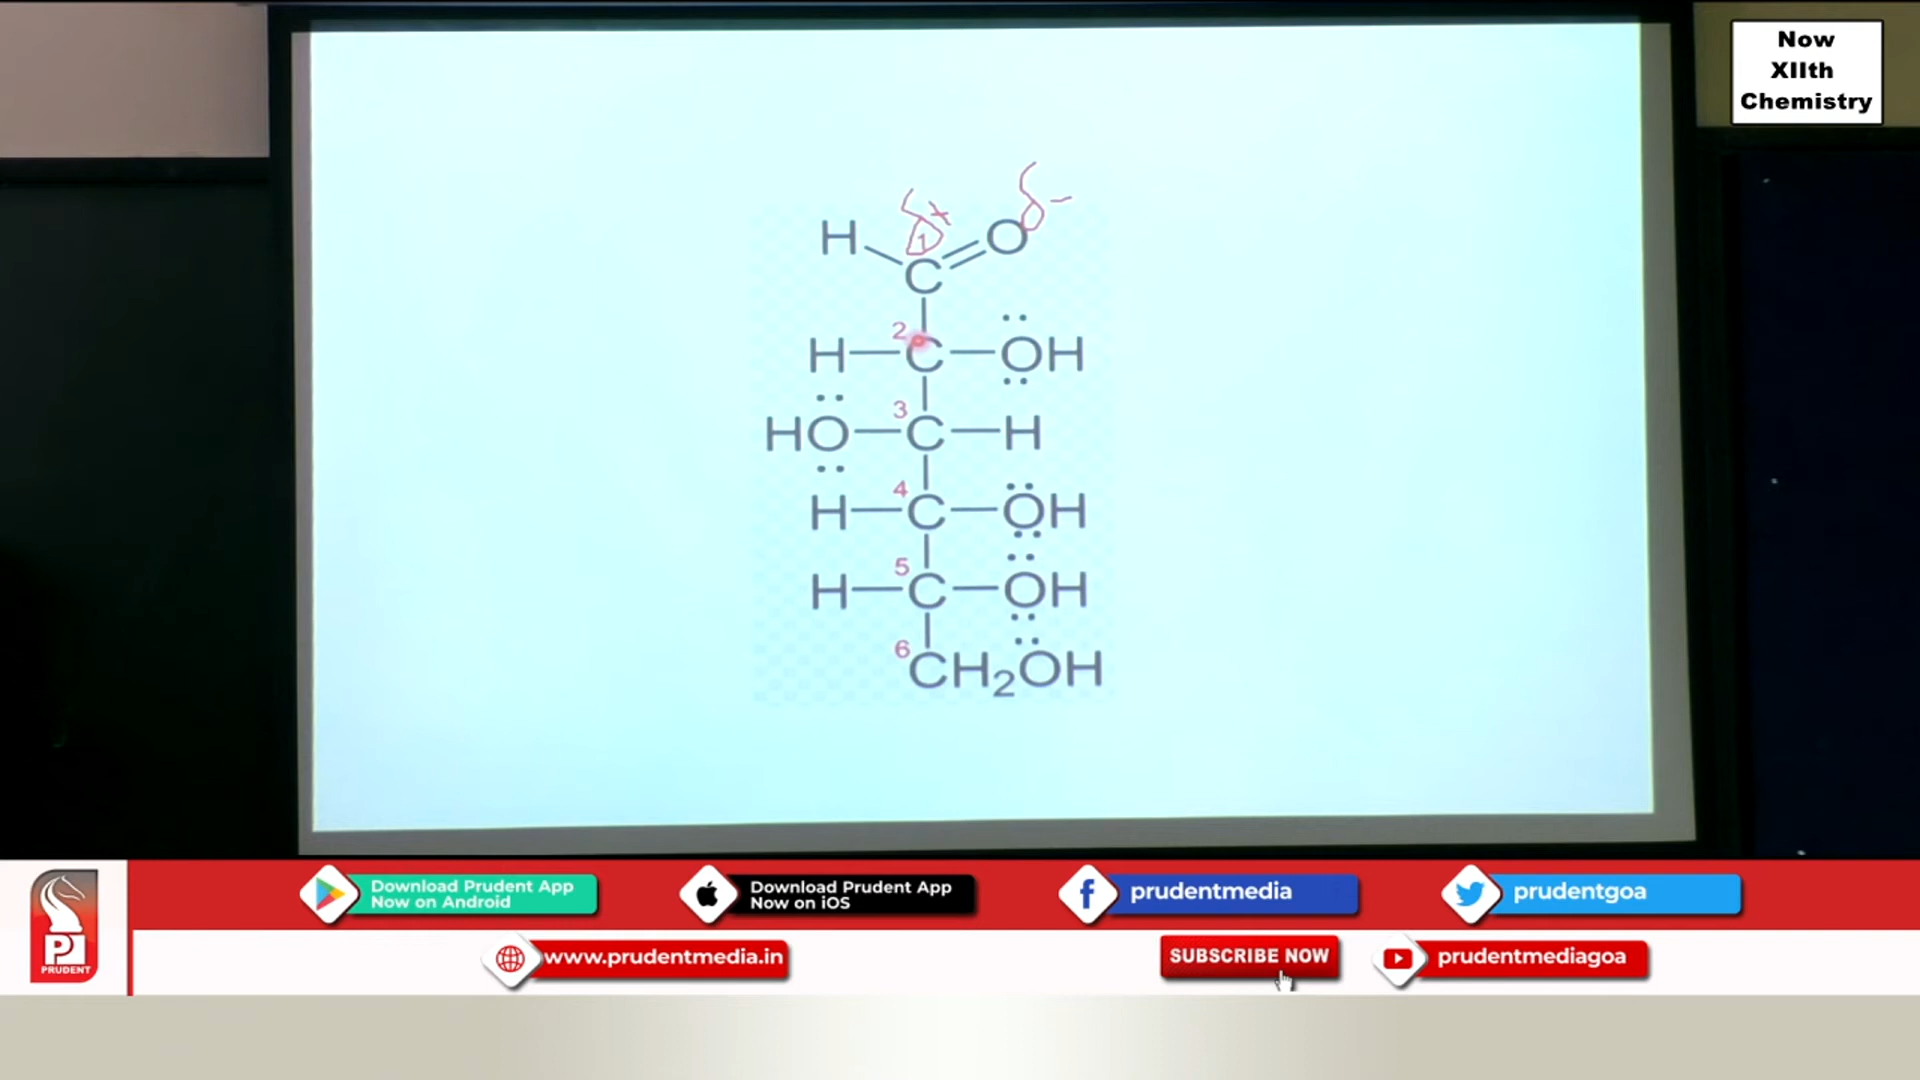 Now
XIIth
Chemistry
δ+ δ-
H 1 C O
H 2 C OH
HO 3 C H
H 4 C OH
H 5 C OH
6 CH2OH
Download Prudent App
Now on Android
Download Prudent App
Now on iOS
prudentmedia
prudentgoa
PRUDENT
www.prudentmedia.in
SUBSCRIBE NOW
prudentmediagoa